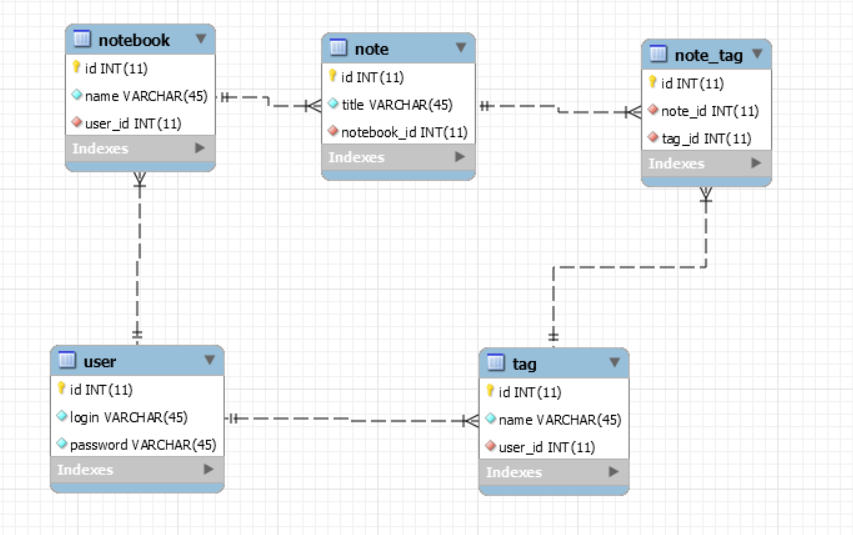 notebook
id INT(11)
name VARCHAR(45)
user_id INT(11)
Indexes
note
id INT(11)
title VARCHAR(45)
notebook_id INT(11)
Indexes
note_tag
id INT(11)
note_id INT(11)
tag_id INT(11)
Indexes
user
id INT(11)
login VARCHAR(45)
password VARCHAR(45)
Indexes
tag
id INT(11)
name VARCHAR(45)
user_id INT(11)
Indexes